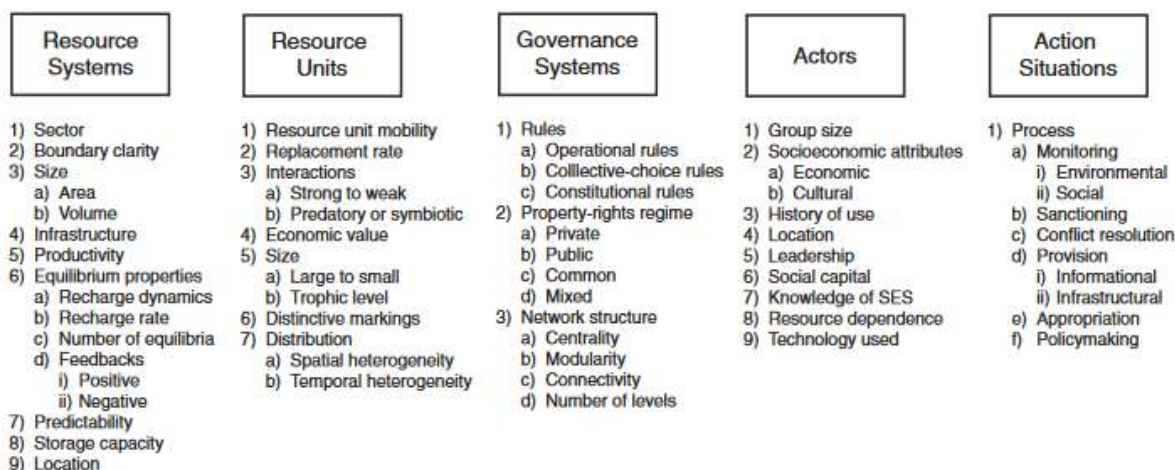 Resource
Systems
1) Sector
2) Boundary clarity
3) Size
a) Area
b) Volume
4) Infrastructure
5) Productivity
6) Equilibrium properties
a) Recharge dynamics
b) Recharge rate
c) Number of equilibria
d) Feedbacks
i) Positive
ii) Negative
7) Predictability
8) Storage capacity
9) Location
Resource
Units
1) Resource unit mobility
2) Replacement rate
3) Interactions
a) Strong to weak
b) Predatory or symbiotic
4) Economic value
5) Size
a) Large to small
b) Trophic level
6) Distinctive markings
7) Distribution
a) Spatial heterogeneity
b) Temporal heterogeneity
Governance
Systems
1) Rules
a) Operational rules
b) Colllective-choice rules
c) Constitutional rules
2) Property-rights regime
a) Private
b) Public
c) Common
d) Mixed
3) Network structure
a) Centrality
b) Modularity
c) Connectivity
d) Number of levels
Actors
1) Group size
2) Socioeconomic attributes
a) Economic
b) Cultural
3) History of use
4) Location
5) Leadership
6) Social capital
7) Knowledge of SES
8) Resource dependence
9) Technology used
Action
Situations
1) Process
a) Monitoring
i) Environmental
ii) Social
b) Sanctioning
c) Conflict resolution
d) Provision
i) Informational
ii) Infrastructural
e) Appropriation
f) Policymaking